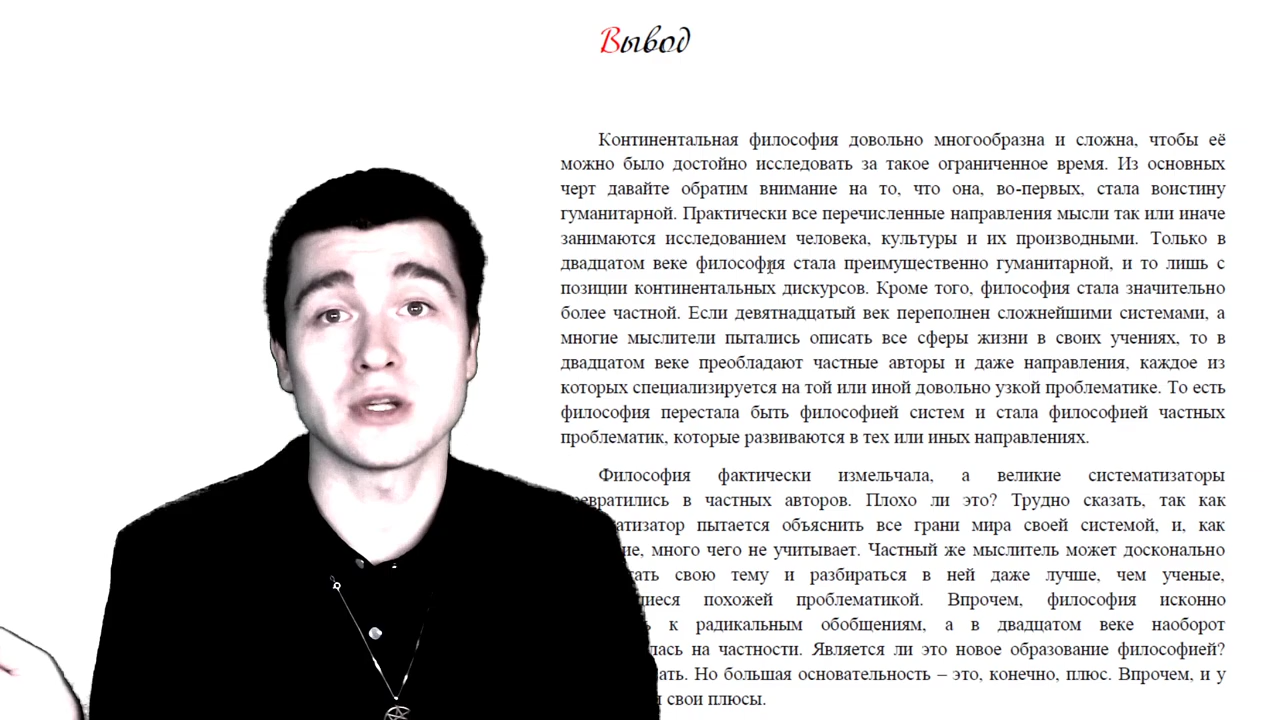 Вывод
Континентальная философия довольно многообразна и сложна, чтобы её
можно было достойно исследовать за такое ограниченное время. Из основных
черт давайте обратим внимание на то, что она, во-первых, стала воистину
гуманитарной. Практически все перечисленные направления мысли так или иначе
занимаются исследованием человека, культуры и их производными. Только в
двадцатом веке философия стала преимущественно гуманитарной, и то лишь с
позиции континентальных дискурсов. Кроме того, философия стала значительно
более частной. Если девятнадцатый век переполнен сложнейшими системами, а
многие мыслители пытались описать все сферы жизни в своих учениях, то в
двадцатом веке преобладают частные авторы и даже направления, каждое из
которых специализируется на той или иной довольно узкой проблематике. То есть
философия перестала быть философией систем и стала философией частных
проблематик, которые развиваются в тех или иных направлениях.
Философия фактически измельчала, а великие систематизаторы
в частных авторов. Плохо ли это? Трудно сказать, так как
пытается объяснить все грани мира своей системой, и, как
много чего не учитывает. Частный же мыслитель может досконально
свою тему и разбираться в ней даже лучше, чем ученые,
похожей проблематикой. Впрочем, философия исконно
к радикальным обобщениям, а в двадцатом веке наоборот
на частности. Является ли это новое образование философией?
Но большая основательность – это, конечно, плюс. Впрочем, и у
свои плюсы.